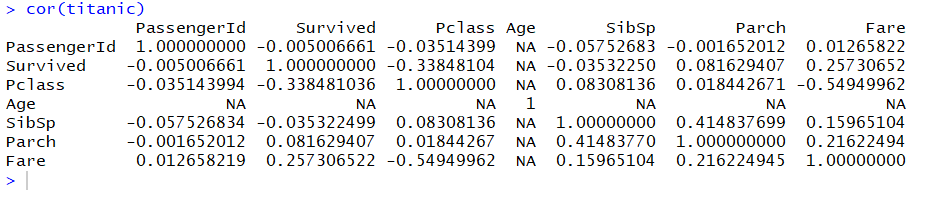 > cor(titanic)
PassengerId Survived Pclass Age SibSp Parch Fare
PassengerId 1.000000000 -0.005006661 -0.03514399 NA -0.05752683 -0.001652012 0.01265822
Survived -0.005006661 1.000000000 -0.33848104 NA -0.03532250 0.081629407 0.25730652
Pclass -0.035143994 -0.338481036 1.00000000 NA 0.08308136 0.018442671 -0.54949962
Age NA NA NA 1 NA NA NA
SibSp -0.057526834 -0.035322499 0.08308136 NA 1.00000000 0.414837699 0.15965104
Parch -0.001652012 0.081629407 0.01844267 NA 0.41483770 1.000000000 0.21622494
Fare 0.012658219 0.257306522 -0.54949962 NA 0.15965104 0.216224945 1.00000000
>